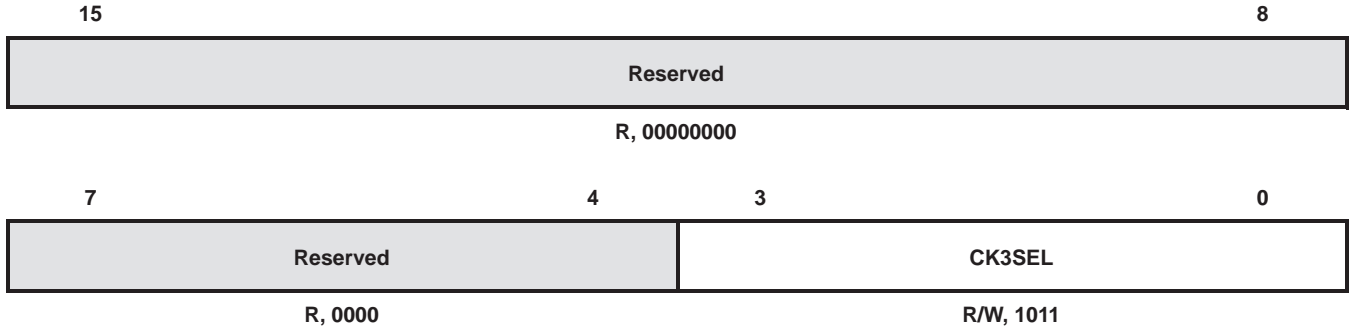 15 8
Reserved
R, 00000000
7 4 3 0
Reserved CK3SEL
R, 0000 R/W, 1011